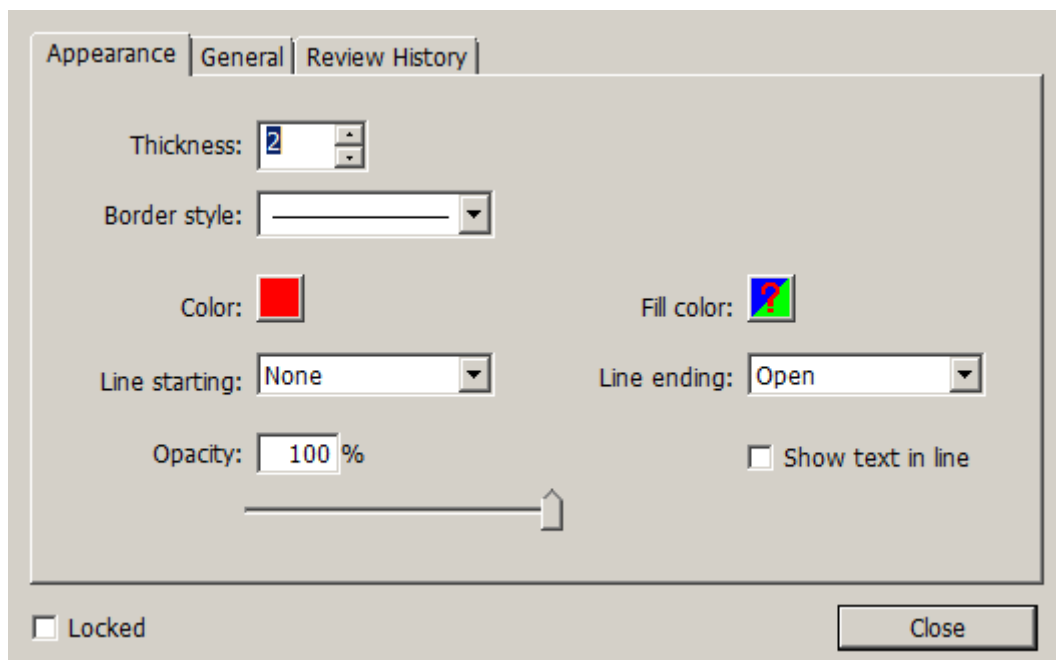 Appearance General Review History
Thickness: 2
Border style:
Color: Fill color: ?
Line starting: None Line ending: Open
Opacity: 100 % Show text in line
Locked Close